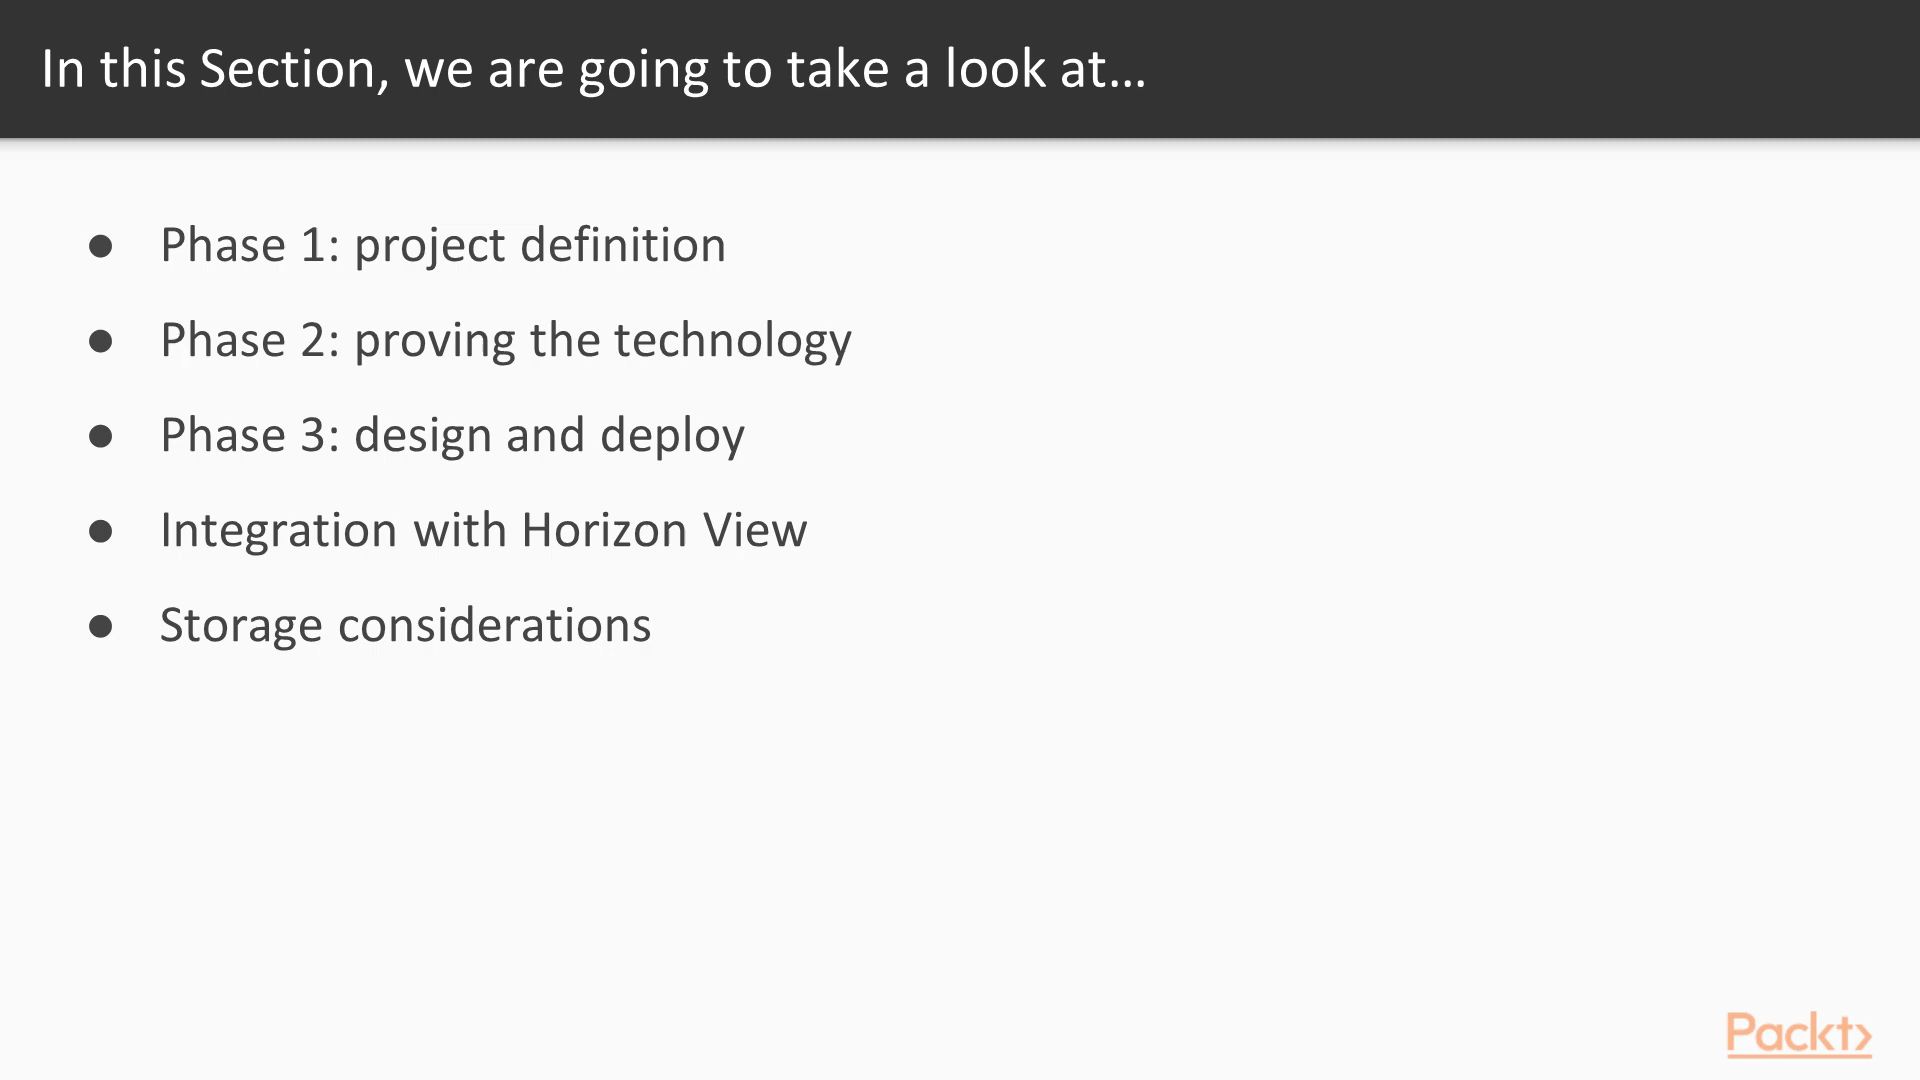 In this Section, we are going to take a look at...
● Phase 1: project definition
● Phase 2: proving the technology
● Phase 3: design and deploy
● Integration with Horizon View
● Storage considerations
Packt>